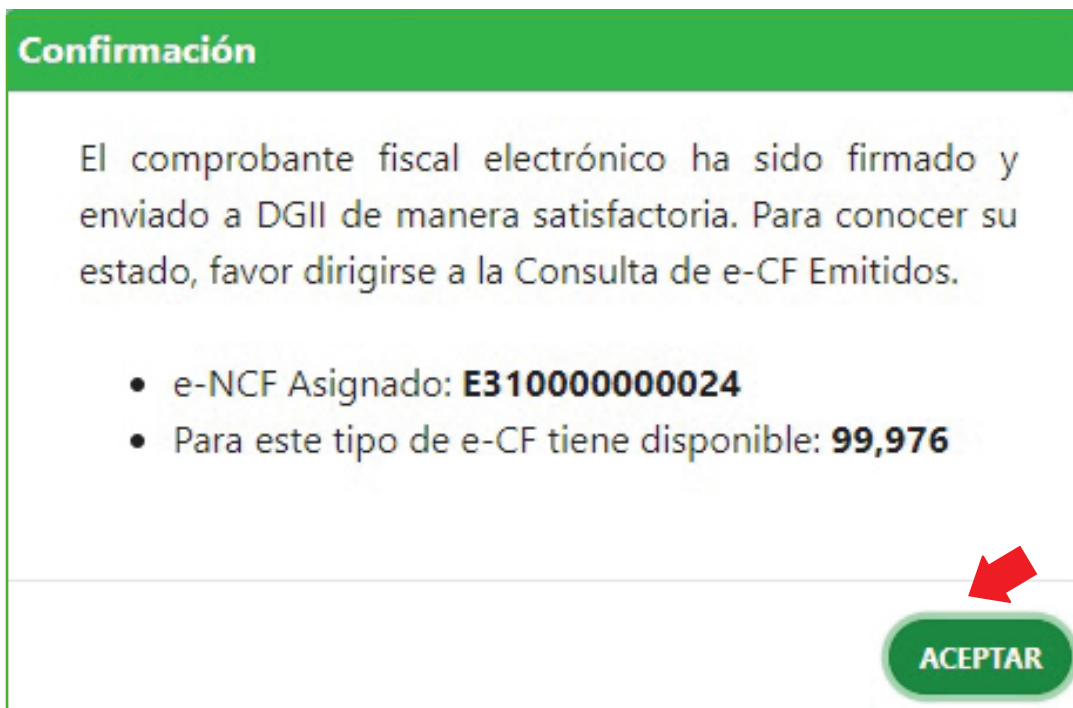 Confirmación
El comprobante fiscal electrónico ha sido firmado y
enviado a DGII de manera satisfactoria. Para conocer su
estado, favor dirigirse a la Consulta de e-CF Emitidos.
• e-NCF Asignado: E310000000024
• Para este tipo de e-CF tiene disponible: 99,976
ACEPTAR